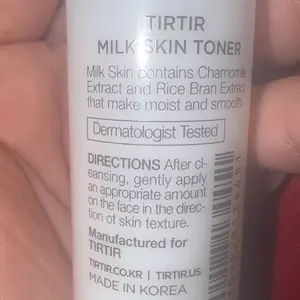 TIRTIR
MILK SKIN TONER
Milk Skin contains Chamomile
Extract and Rice Bran Extract
that make moist and smooth.
Dermatologist Tested
DIRECTIONS After cl-
eansing, gently apply
an appropriate amount
on the face in the direc-
tion of skin texture.
Manufactured for
TIRTIR
TIRTIR.CO.KR | TIRTIR.US
MADE IN KOREA